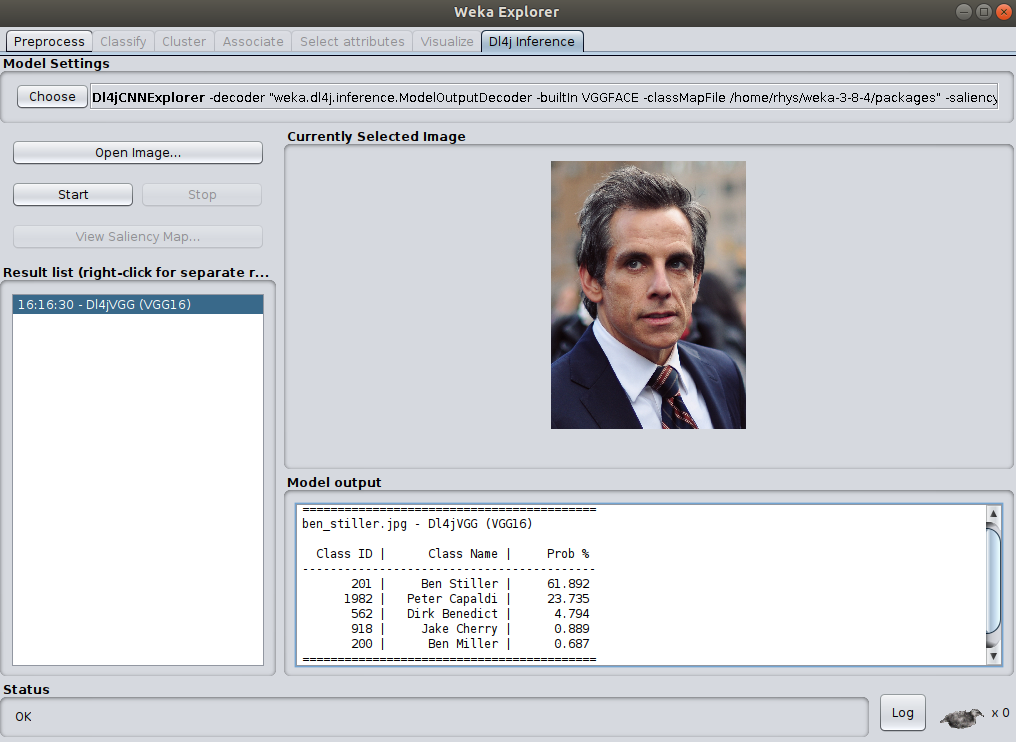 Weka Explorer
Preprocess Classify Cluster Associate Select attributes Visualize Dl4j Inference
Model Settings
Choose Dl4jCNNExplorer -decoder "weka.dl4j.inference.ModelOutputDecoder -builtIn VGGFACE -classMapFile /home/rhys/weka-3-8-4/packages" -saliency
Open Image...
Start Stop
View Saliency Map...
Result list (right-click for separate r...
16:16:30 - Dl4jVGG (VGG16)
Currently Selected Image
Model output
==========================================
ben_stiller.jpg - Dl4jVGG (VGG16)
Class ID | Class Name | Prob %
------------------------------------------
201 | Ben Stiller | 61.892
1982 | Peter Capaldi | 23.735
562 | Dirk Benedict | 4.794
918 | Jake Cherry | 0.889
200 | Ben Miller | 0.687
==========================================
Status
OK
Log x 0